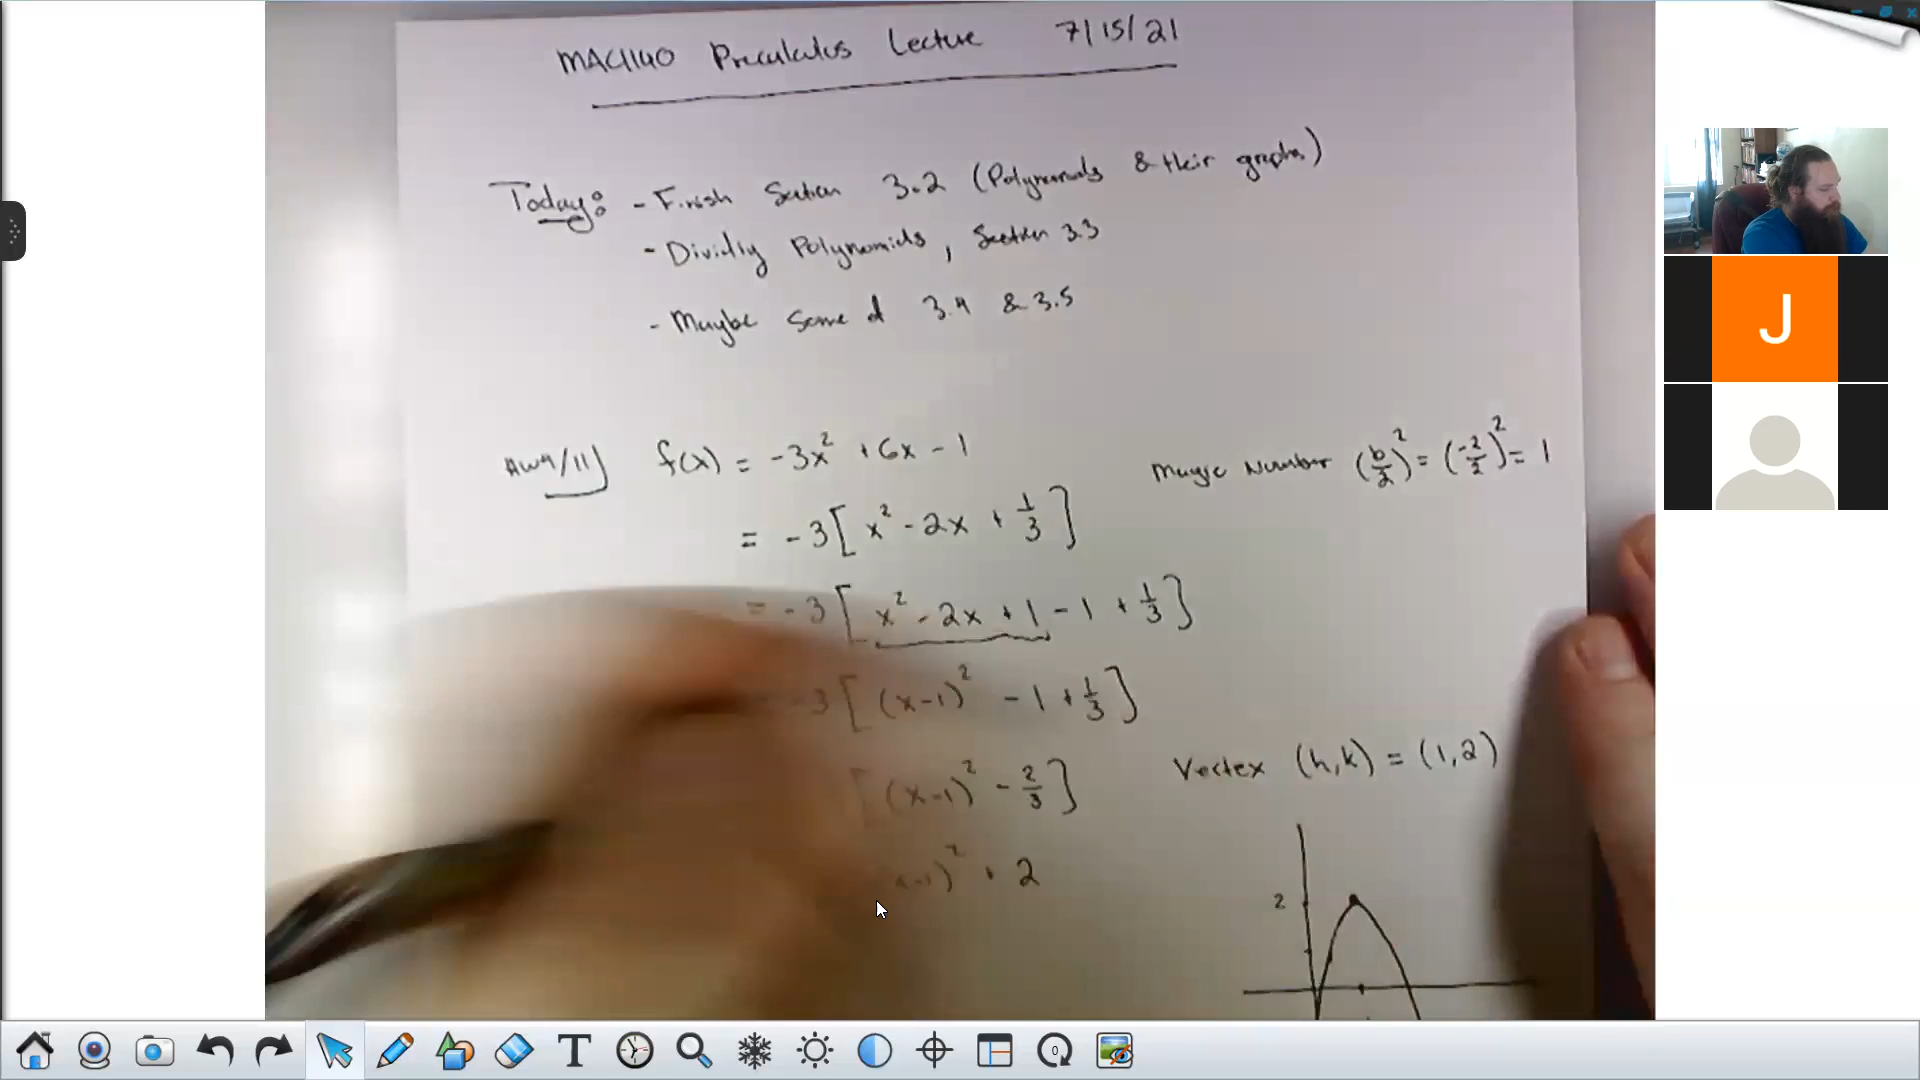 MAC1140 Precalculus Lecture 7/15/21
Today: - Finish Section 3.2 (Polynomials & their graphs)
- Dividing Polynomials, Section 3.3
- Maybe some of 3.4 & 3.5
HW4/11) f(x) = -3x² + 6x - 1
Magic Number (b/2)² = (-2/2)² = 1
= -3[x² - 2x + 1/3]
= -3[x² - 2x + 1 - 1 + 1/3]
-3[(x-1)² - 1 + 1/3]
[(x-1)² - 2/3]
Vertex (h,k) = (1,2)
x-1)² + 2
2
J
T
0